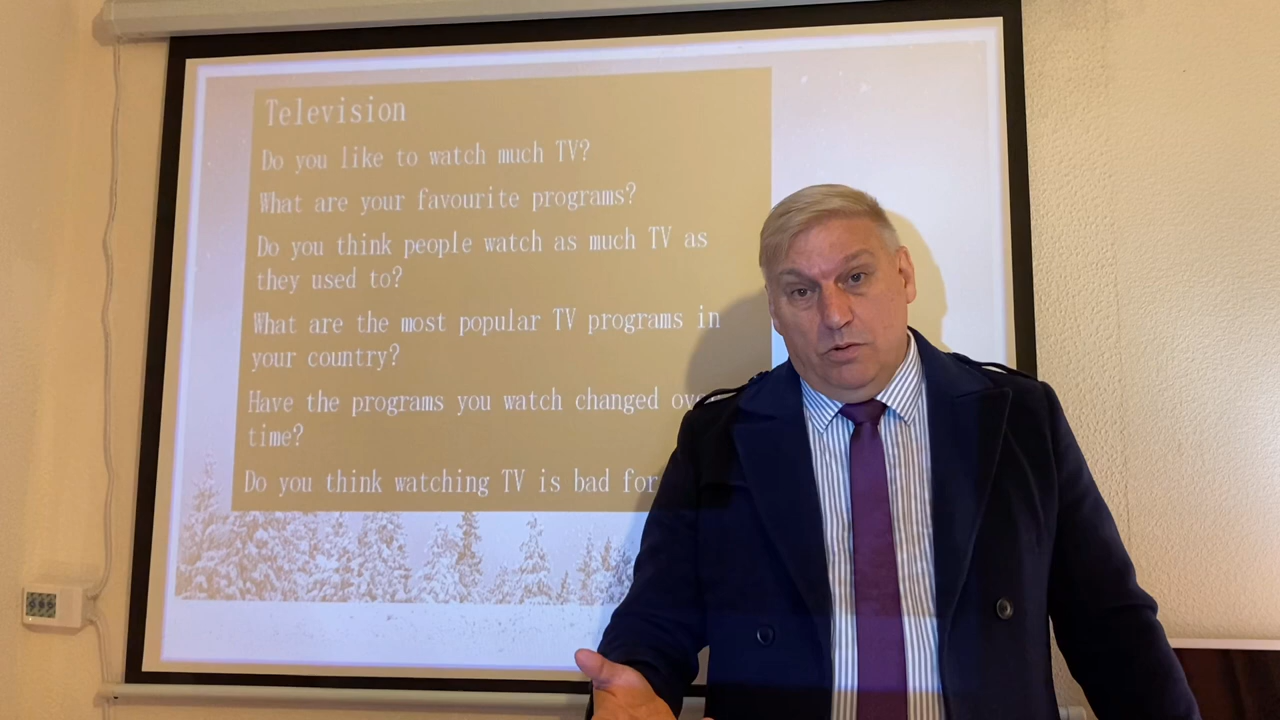 Television
Do you like to watch much TV?
What are your favourite programs?
Do you think people watch as much TV as
they used to?
What are the most popular TV programs in
your country?
Have the programs you watch changed
time?
Do you think watching TV is bad for